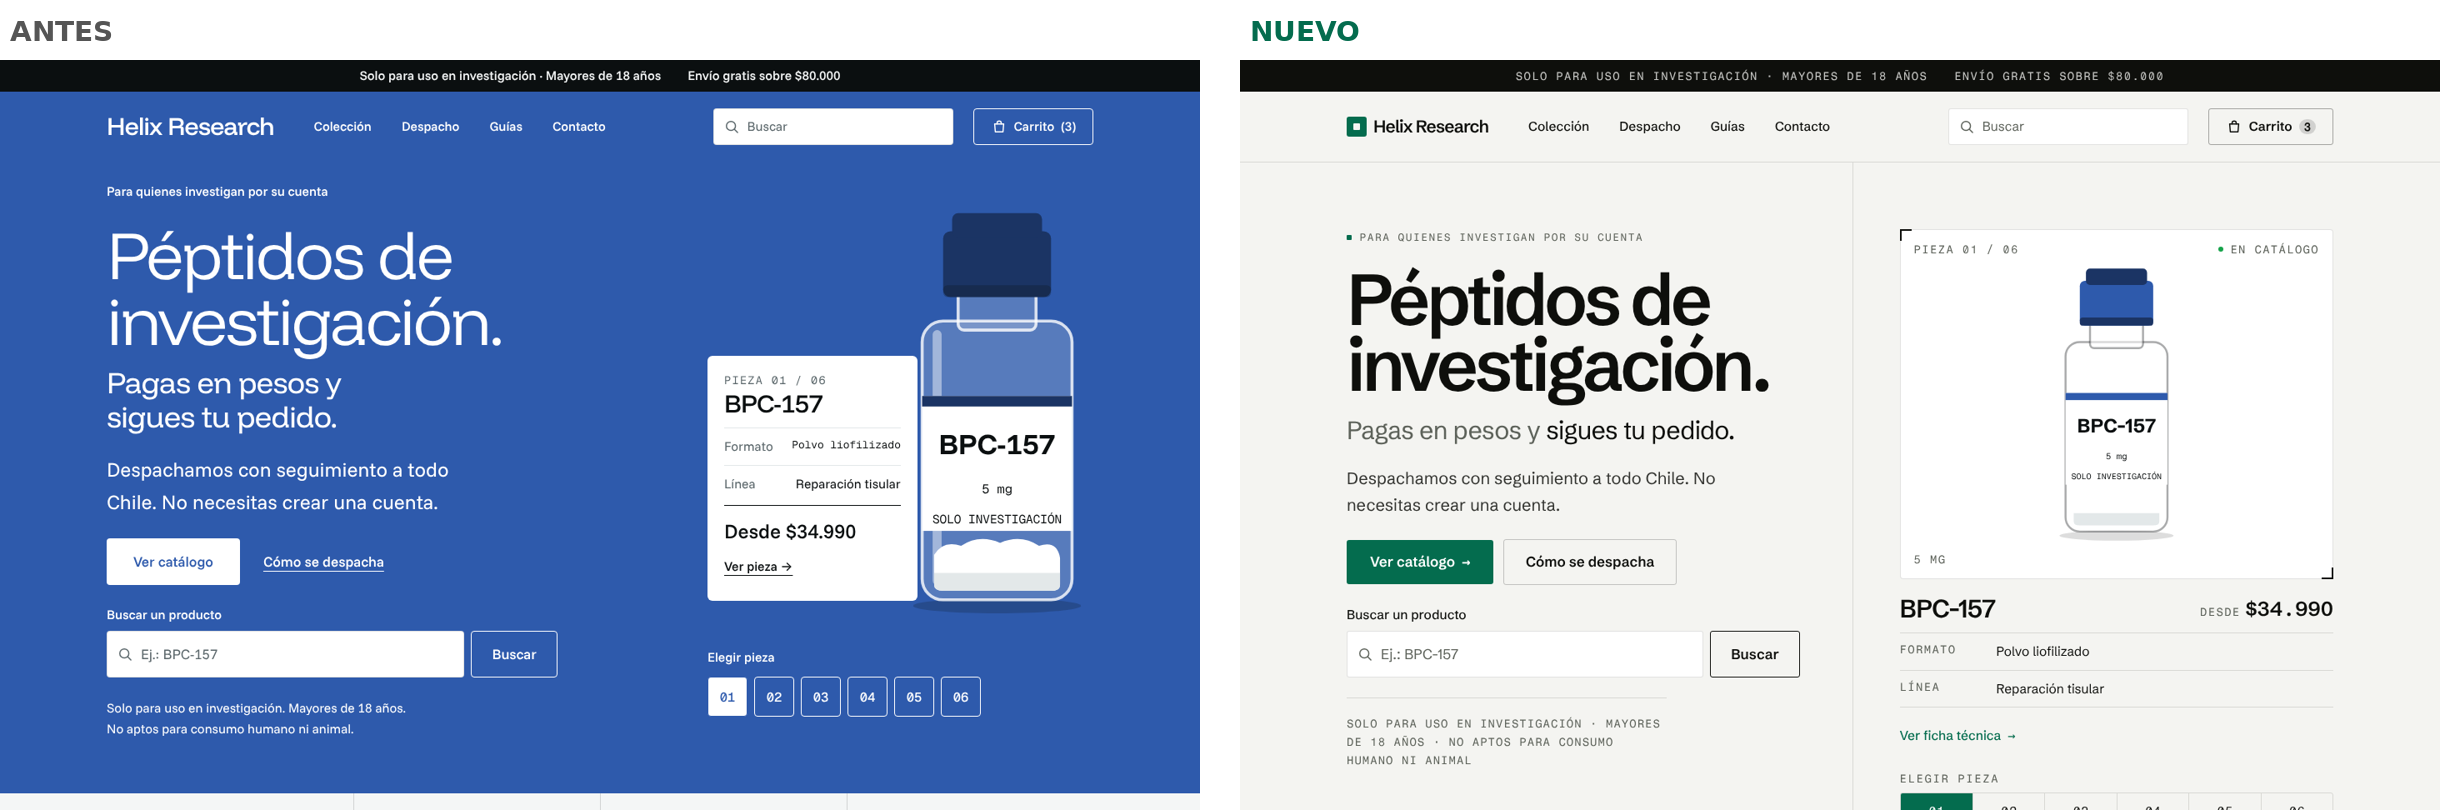 ANTES
Solo para uso en investigación · Mayores de 18 años
Envío gratis sobre $80.000
Helix Research
Colección
Despacho
Guías
Contacto
Buscar
Carrito (3)
Para quienes investigan por su cuenta
Péptidos de
investigación.
Pagas en pesos y
sigues tu pedido.
Despachamos con seguimiento a todo
Chile. No necesitas crear una cuenta.
Ver catálogo
Cómo se despacha
Buscar un producto
Ej.: BPC-157
Buscar
Solo para uso en investigación. Mayores de 18 años.
No aptos para consumo humano ni animal.
PIEZA 01 / 06
BPC-157
Formato Polvo liofilizado
Línea Reparación tisular
Desde $34.990
Ver pieza →
BPC-157
5 mg
SOLO INVESTIGACIÓN
Elegir pieza
01 02 03 04 05 06
NUEVO
SOLO PARA USO EN INVESTIGACIÓN · MAYORES DE 18 AÑOS
ENVÍO GRATIS SOBRE $80.000
Helix Research
Colección
Despacho
Guías
Contacto
Buscar
Carrito 3
PARA QUIENES INVESTIGAN POR SU CUENTA
Péptidos de
investigación.
Pagas en pesos y sigues tu pedido.
Despachamos con seguimiento a todo Chile. No
necesitas crear una cuenta.
Ver catálogo →
Cómo se despacha
Buscar un producto
Ej.: BPC-157
Buscar
SOLO PARA USO EN INVESTIGACIÓN · MAYORES
DE 18 AÑOS · NO APTOS PARA CONSUMO
HUMANO NI ANIMAL
PIEZA 01 / 06
EN CATÁLOGO
BPC-157
5 mg
SOLO INVESTIGACIÓN
5 MG
BPC-157
DESDE $34.990
FORMATO Polvo liofilizado
LÍNEA Reparación tisular
Ver ficha técnica →
ELEGIR PIEZA
01 02 03 04 05 06